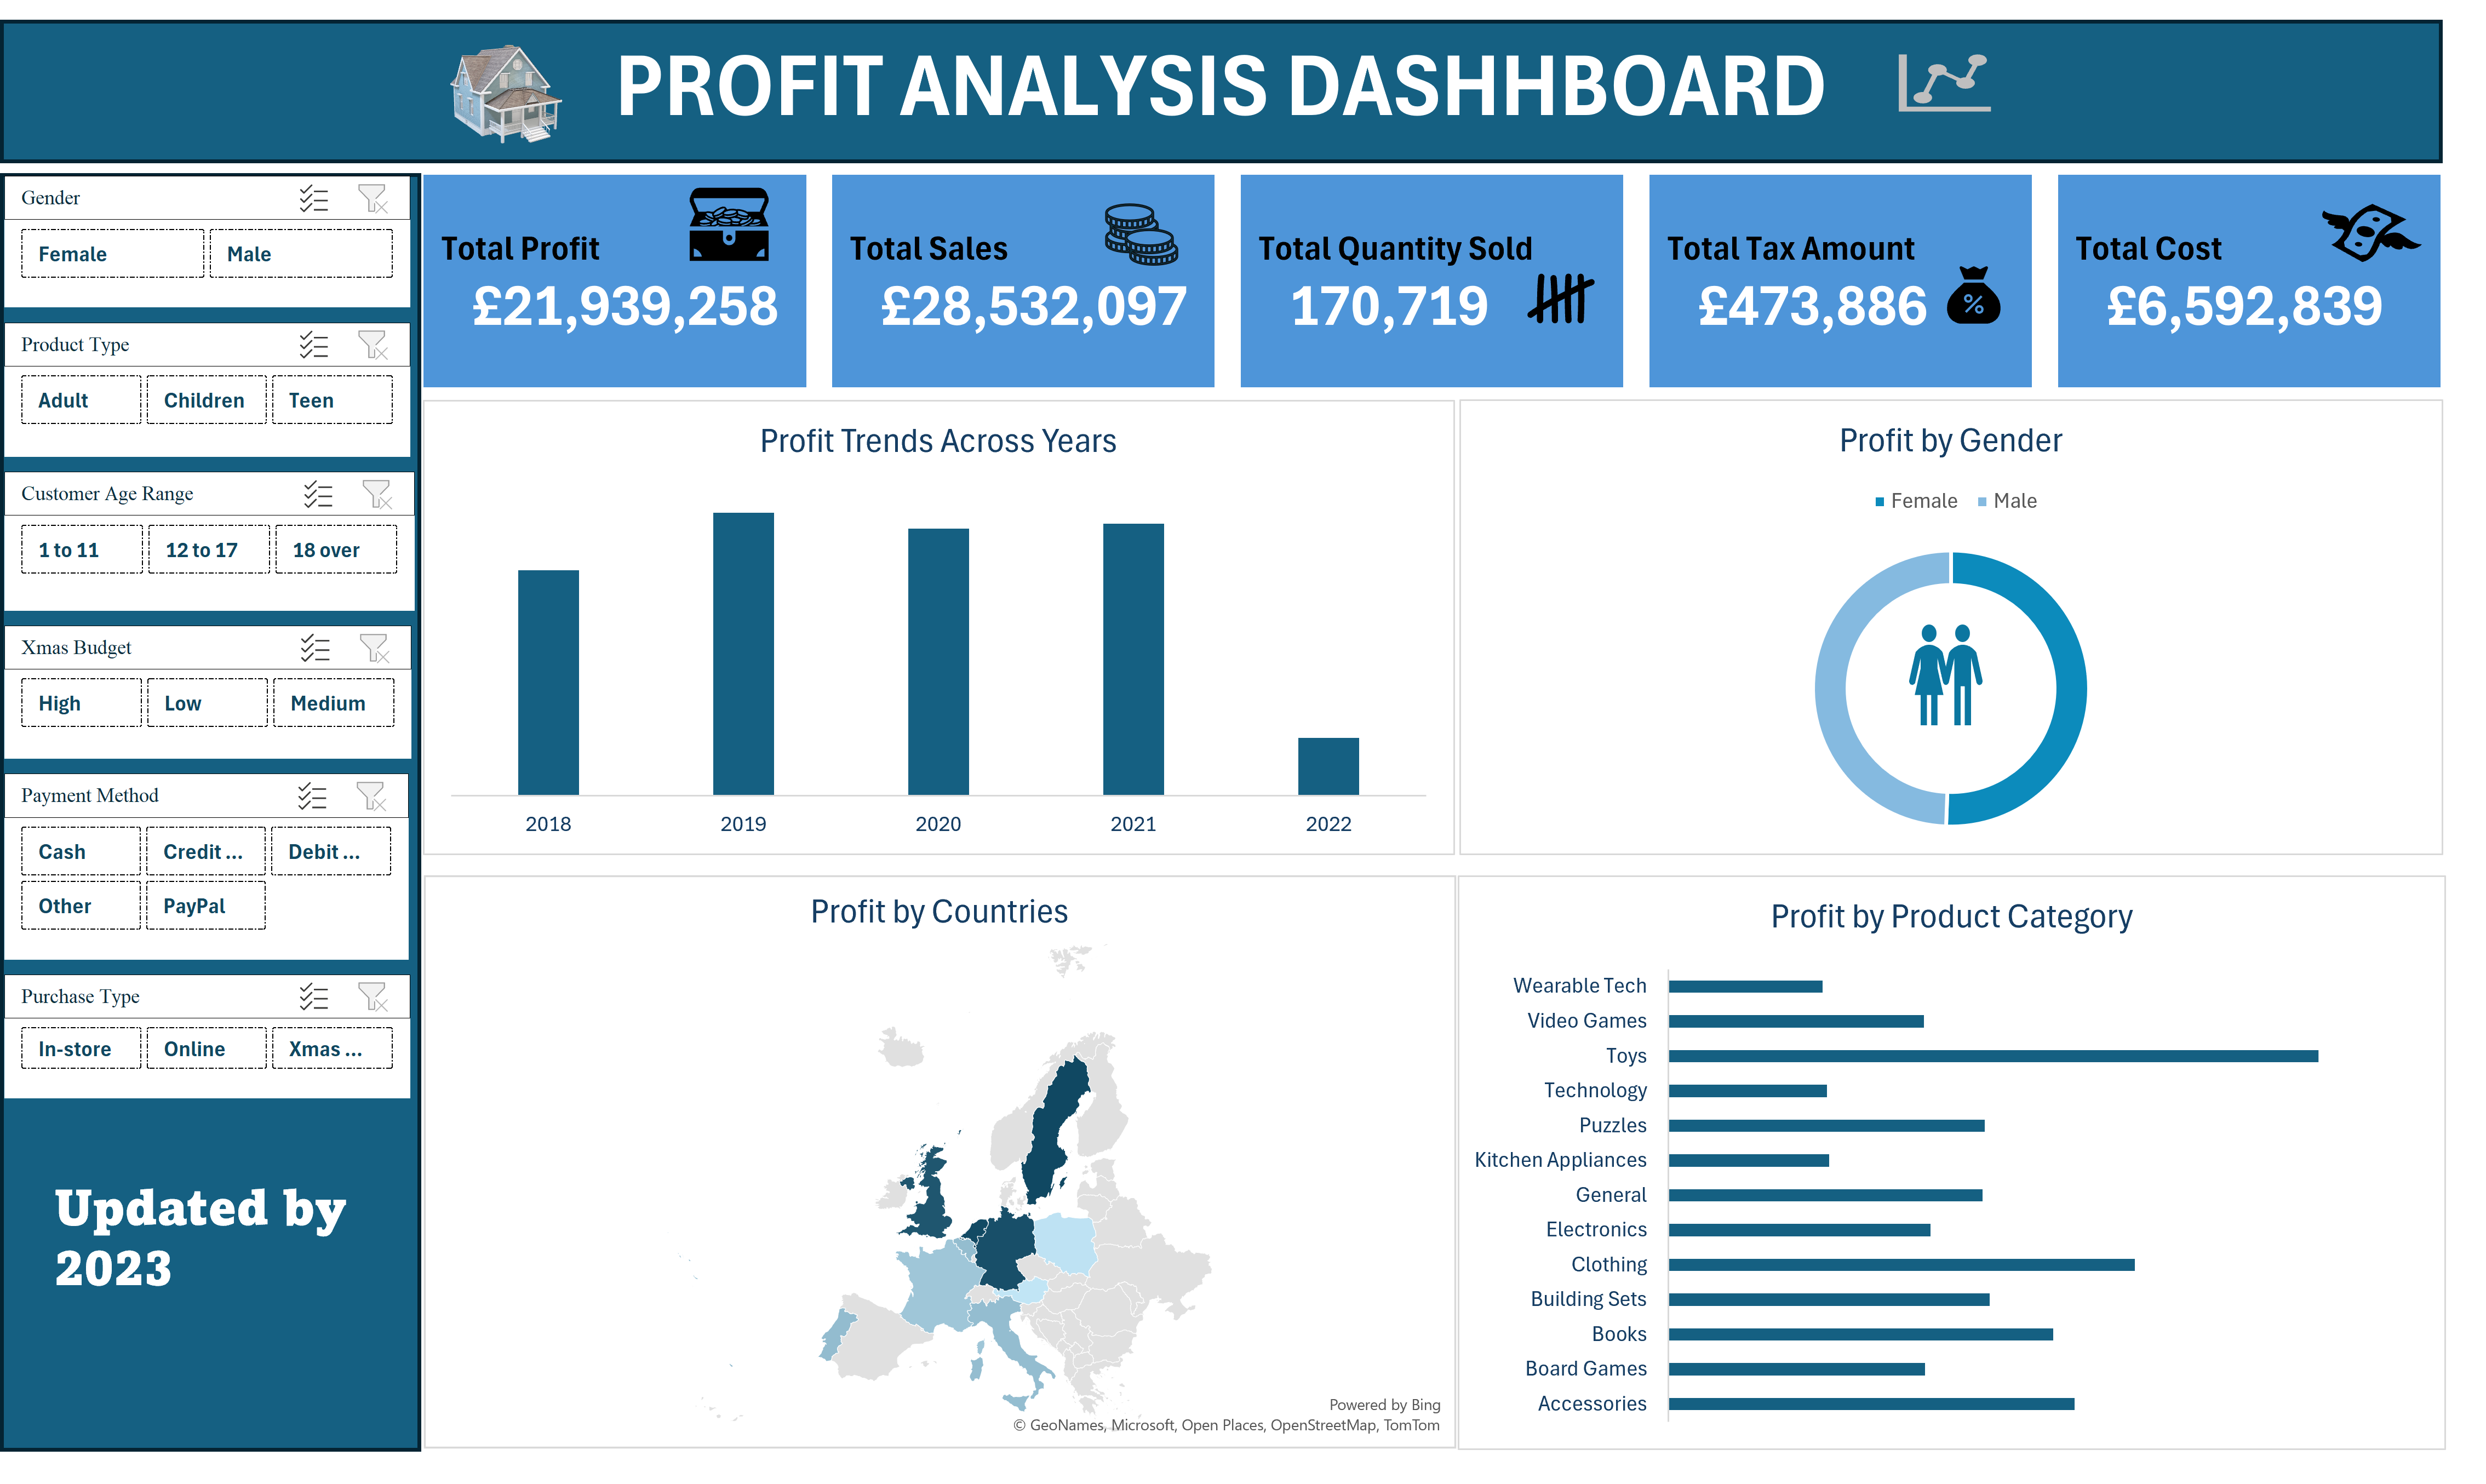 PROFIT ANALYSIS DASHHBOARD
Gender
Female Male
Product Type
Adult Children Teen
Customer Age Range
1 to 11 12 to 17 18 over
Xmas Budget
High Low Medium
Payment Method
Cash Credit ... Debit ...
Other PayPal
Purchase Type
In-store Online Xmas ...
Updated by
2023
Total Profit
£21,939,258
Total Sales
£28,532,097
Total Quantity Sold
170,719
Total Tax Amount
£473,886
%
Total Cost
£6,592,839
Profit Trends Across Years
2018 2019 2020 2021 2022
Profit by Gender
Female Male
Profit by Countries
Powered by Bing
© GeoNames, Microsoft, Open Places, OpenStreetMap, TomTom
Profit by Product Category
Wearable Tech
Video Games
Toys
Technology
Puzzles
Kitchen Appliances
General
Electronics
Clothing
Building Sets
Books
Board Games
Accessories